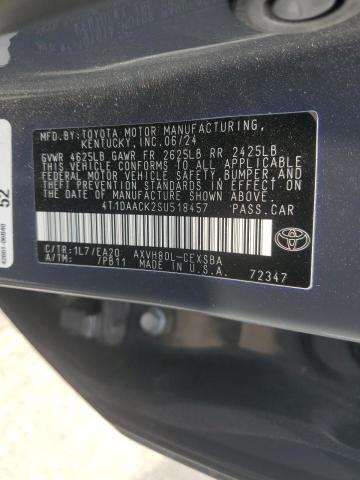 MFD.BY:TOYOTA MOTOR MANUFACTURING,
KENTUCKY, INC.06/24
GVWR 4625LB GAWR FR 2625LB RR 2425LB
THIS VEHICLE CONFORMS TO ALL APPLICABLE
FEDERAL MOTOR VEHICLE SAFETY, BUMPER, AND
THEFT PREVENTION STANDARDS IN EFFECT ON
THE DATE OF MANUFACTURE SHOWN ABOVE.
4T1DAACK2SU518457 PASS.CAR
C/TR:1L7/EA20 AXVH80L-CEXSBA
A/TM: /PB11 MADE IN U.S.A.
72347
TOYOTA
52